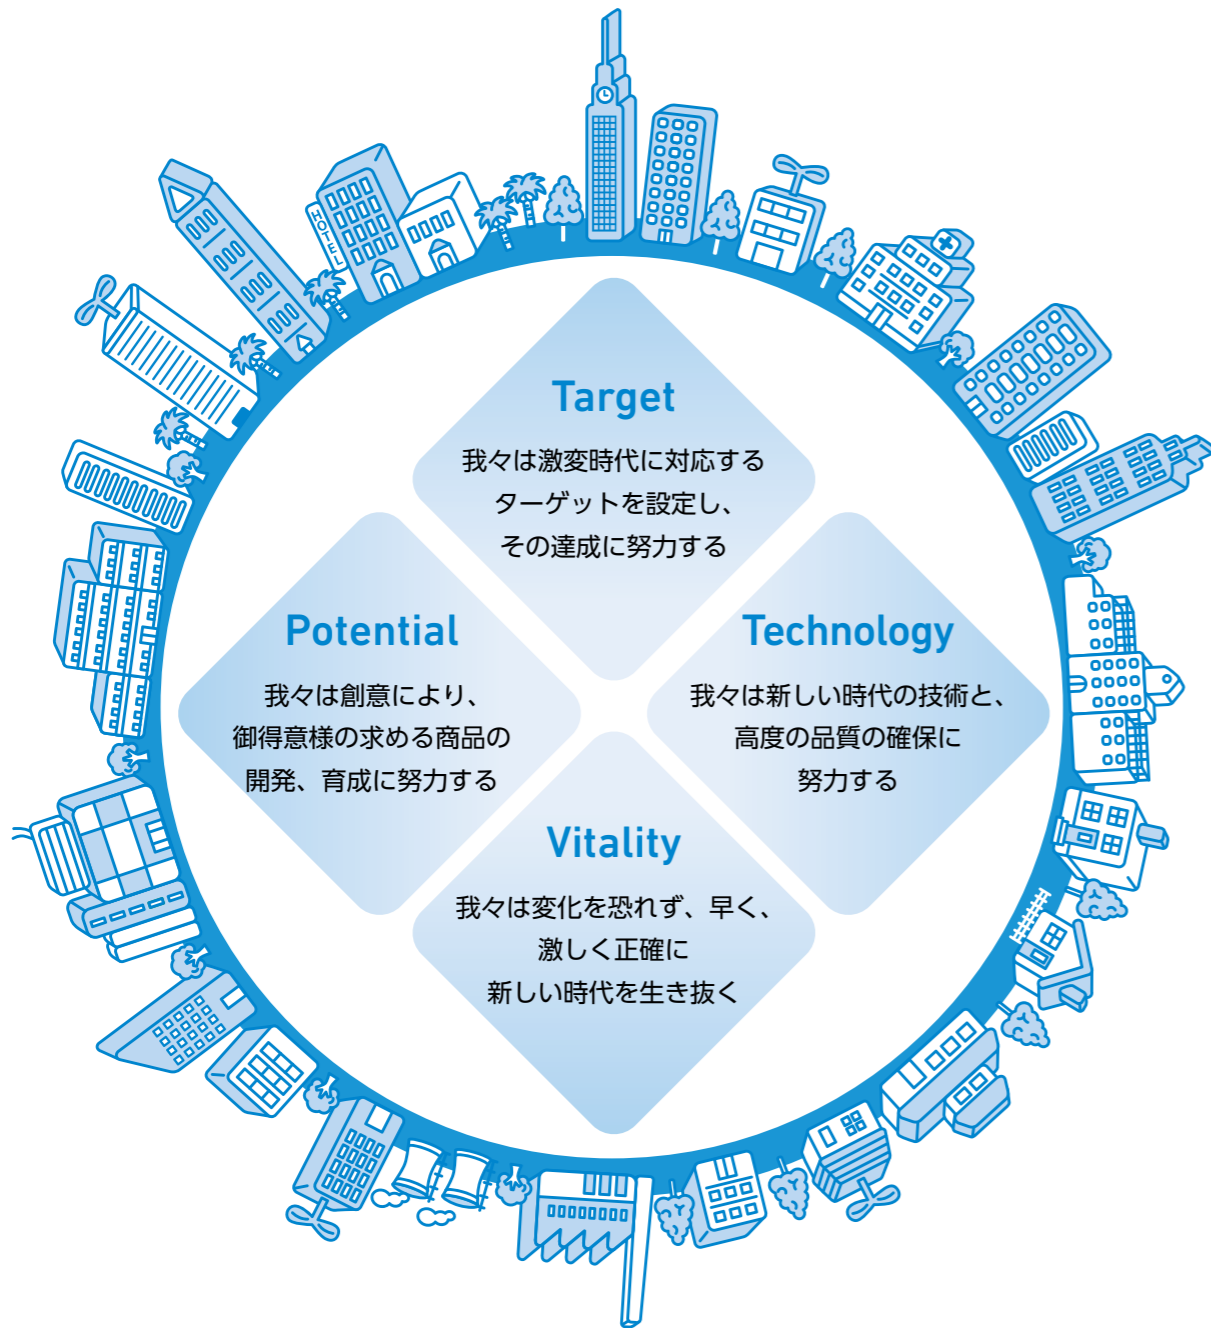 HOTEL
Target
我々は激変時代に対応する
ターゲットを設定し、
その達成に努力する
Potential
我々は創意により、
御得意様の求める商品の
開発、育成に努力する
Technology
我々は新しい時代の技術と、
高度の品質の確保に
努力する
Vitality
我々は変化を恐れず、早く、
激しく正確に
新しい時代を生き抜く